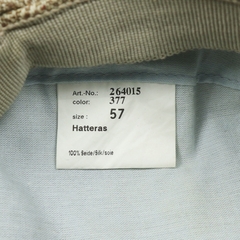 Art.-No.: 264015
color: 377
size : 57
Hatteras
100% Seide/Silk/soie